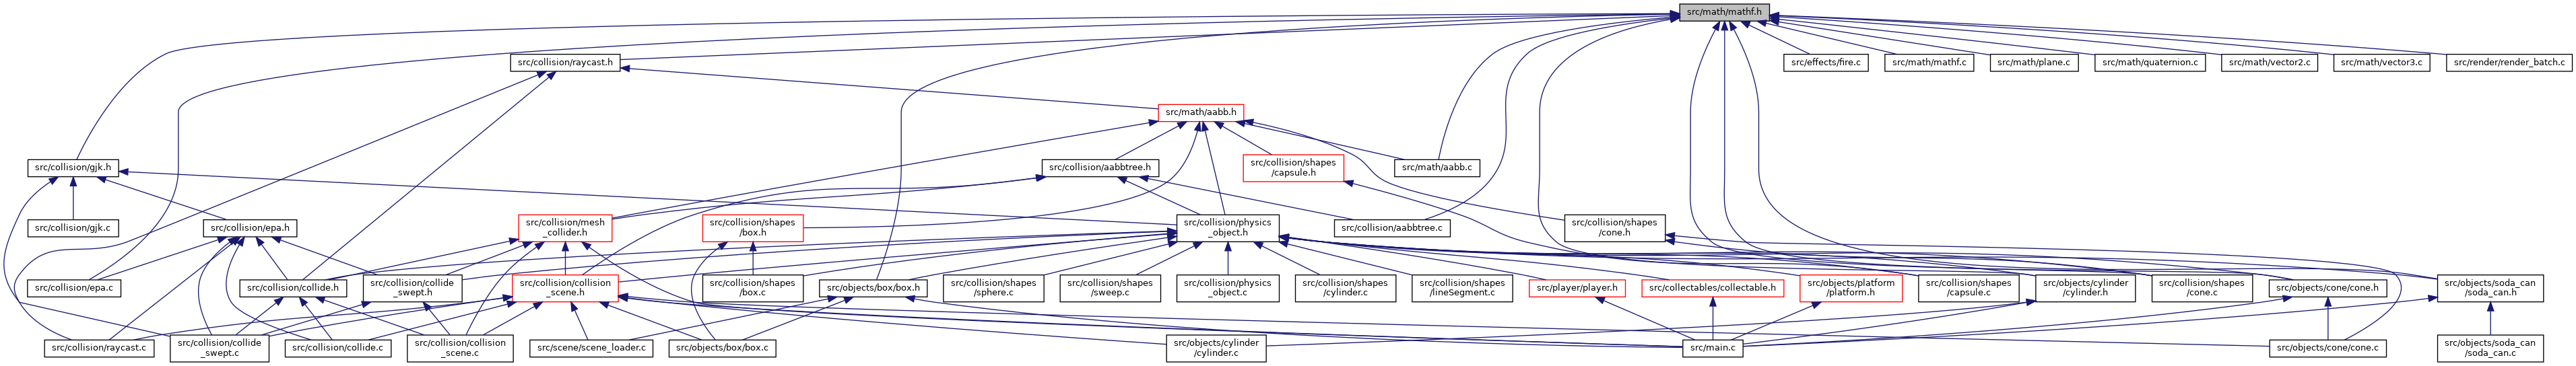 src/math/mathf.h
src/collision/raycast.h
src/effects/fire.c
src/math/mathf.c
src/math/plane.c
src/math/quaternion.c
src/math/vector2.c
src/math/vector3.c
src/render/render_batch.c
src/math/aabb.h
src/collision/gjk.h
src/collision/aabbtree.h
src/collision/shapes
/capsule.h
src/math/aabb.c
src/collision/gjk.c
src/collision/epa.h
src/collision/mesh
_collider.h
src/collision/shapes
/box.h
src/collision/physics
_object.h
src/collision/aabbtree.c
src/collision/shapes
/cone.h
src/collision/epa.c
src/collision/collide.h
src/collision/collide
_swept.h
src/collision/collision
_scene.h
src/collision/shapes
/box.c
src/objects/box/box.h
src/collision/shapes
/sphere.c
src/collision/shapes
/sweep.c
src/collision/physics
_object.c
src/collision/shapes
/cylinder.c
src/collision/shapes
/lineSegment.c
src/player/player.h
src/collectables/collectable.h
src/objects/platform
/platform.h
src/collision/shapes
/capsule.c
src/objects/cylinder
/cylinder.h
src/collision/shapes
/cone.c
src/objects/cone/cone.h
src/objects/soda_can
/soda_can.h
src/collision/raycast.c
src/collision/collide
_swept.c
src/collision/collide.c
src/collision/collision
_scene.c
src/scene/scene_loader.c
src/objects/box/box.c
src/objects/cylinder
/cylinder.c
src/main.c
src/objects/cone/cone.c
src/objects/soda_can
/soda_can.c